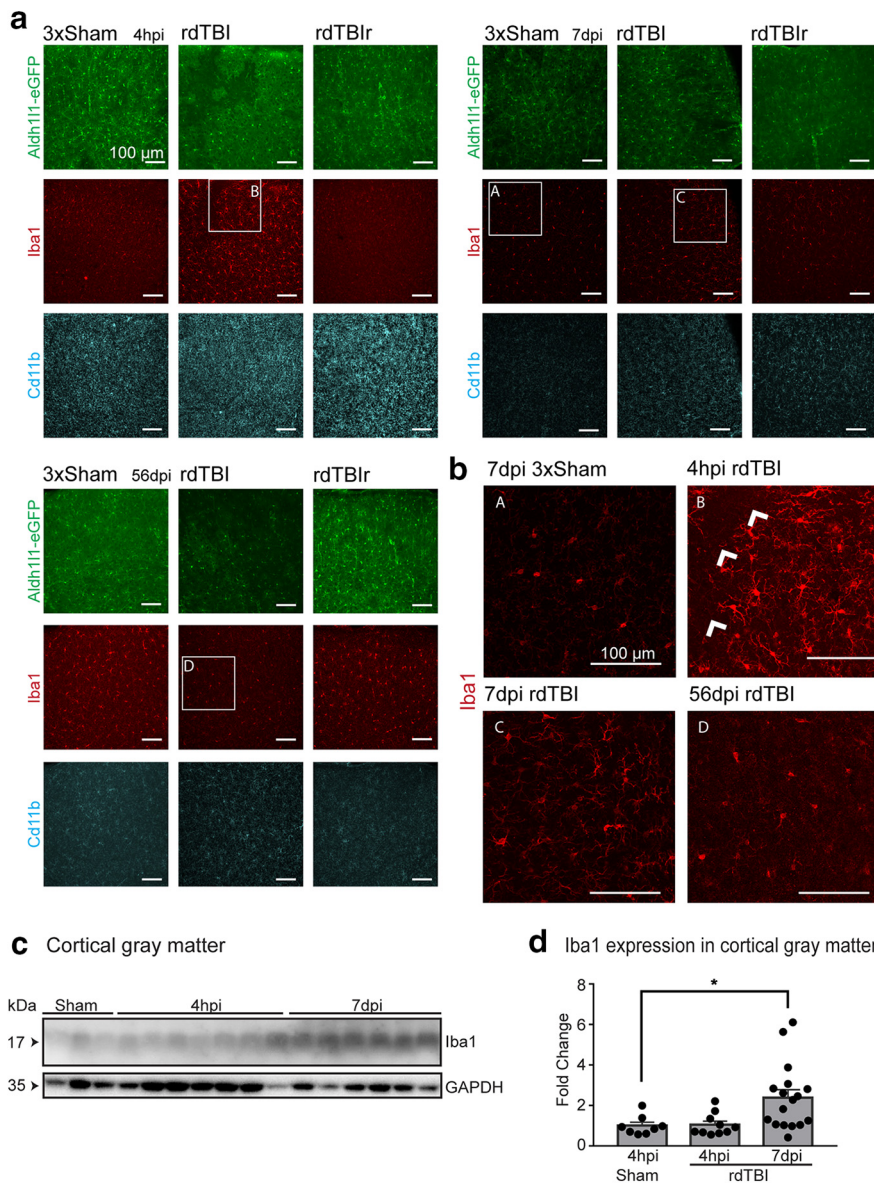 a
3xSham 4hpi rdTBI rdTBIr
Aldh1l1-eGFP
100 µm
Iba1
B
Cd11b
3xSham 7dpi rdTBI rdTBIr
Aldh1l1-eGFP
Iba1
A
C
Cd11b
3xSham 56dpi rdTBI rdTBIr
Aldh1l1-eGFP
Iba1
D
Cd11b
b
7dpi 3xSham 4hpi rdTBI
A
B
100 µm
Iba1
7dpi rdTBI 56dpi rdTBI
C
D
c Cortical gray matter
kDa Sham 4hpi 7dpi
17 Iba1
35 GAPDH
d Iba1 expression in cortical gray matter
*
Fold Change
8
6
4
2
0
4hpi 4hpi 7dpi
Sham rdTBI